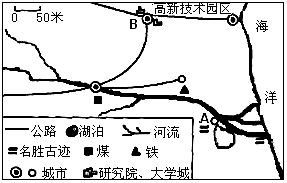 0 50米
高新技术园区
海
B
洋
A
公路 湖泊 河流
名胜古迹 煤 铁
城市 研究院、大学城